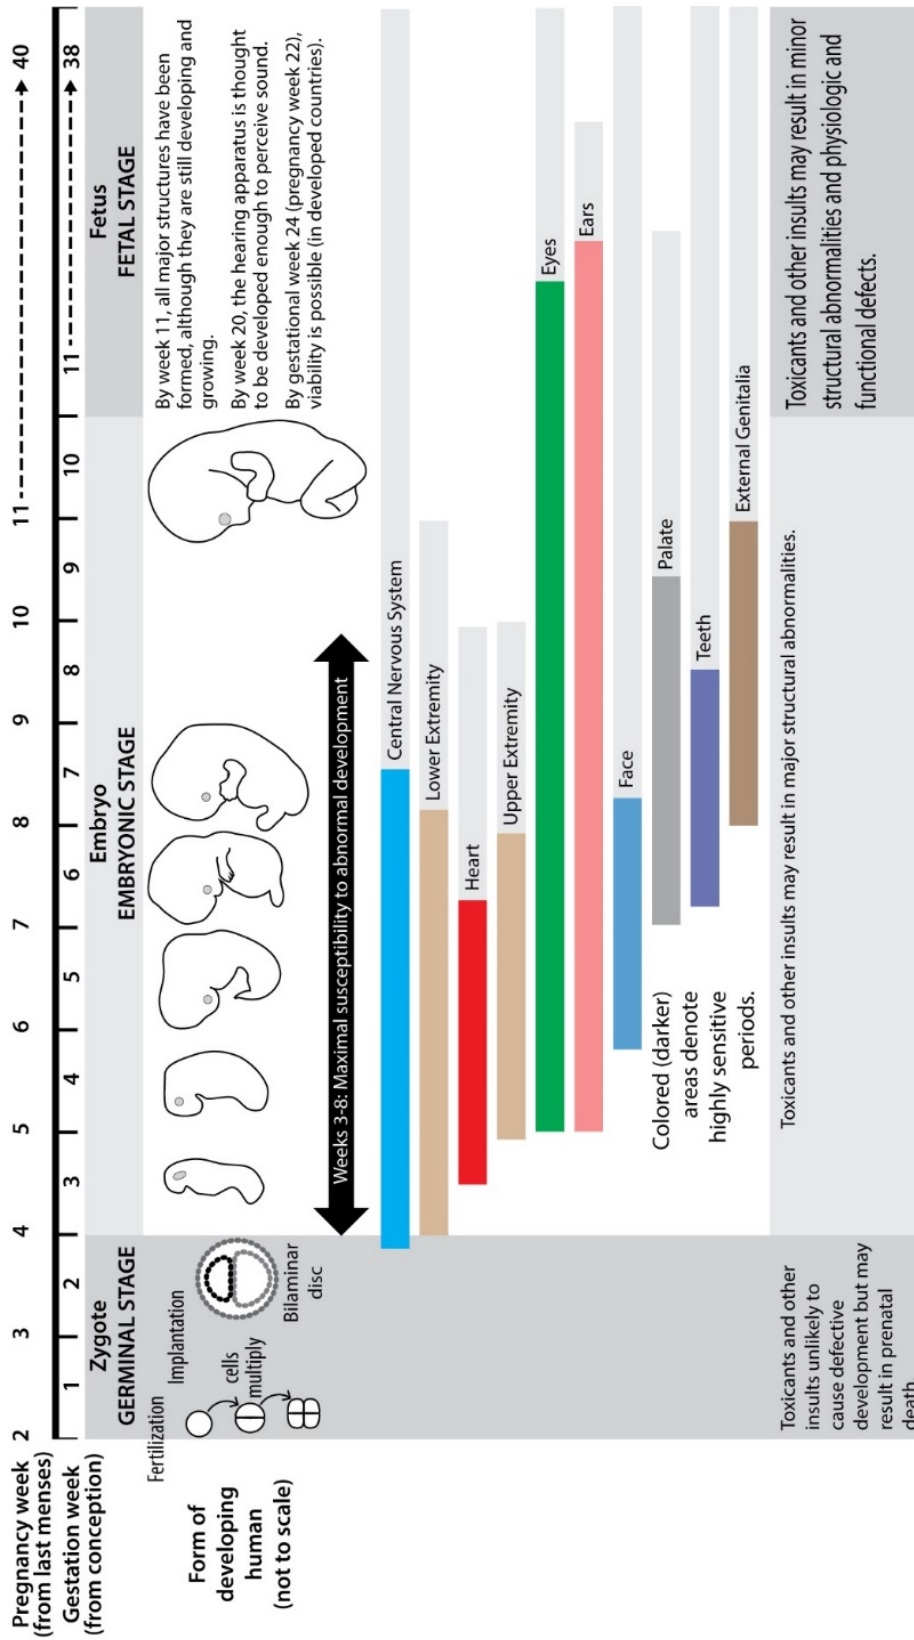 Pregnancy week
(from last menses)
2 3 4 5 6 7 8 9 10 11 40
Gestation week
(from conception)
1 2 3 4 5 6 7 8 9 10 11 38
Zygote
GERMINAL STAGE
Embryo
EMBRYONIC STAGE
Fetus
FETAL STAGE
Form of
developing
human
(not to scale)
Fertilization
Implantation
cells
multiply
Bilaminar
disc
By week 11, all major structures have been
formed, although they are still developing and
growing.
By week 20, the hearing apparatus is thought
to be developed enough to perceive sound.
By gestational week 24 (pregnancy week 22),
viability is possible (in developed countries).
Weeks 3-8: Maximal susceptibility to abnormal development
Central Nervous System
Lower Extremity
Heart
Upper Extremity
Eyes
Ears
Face
Palate
Teeth
External Genitalia
Colored (darker)
areas denote
highly sensitive
periods.
Toxicants and other
insults unlikely to
cause defective
development but may
result in prenatal
death.
Toxicants and other insults may result in major structural abnormalities.
Toxicants and other insults may result in minor
structural abnormalities and physiologic and
functional defects.